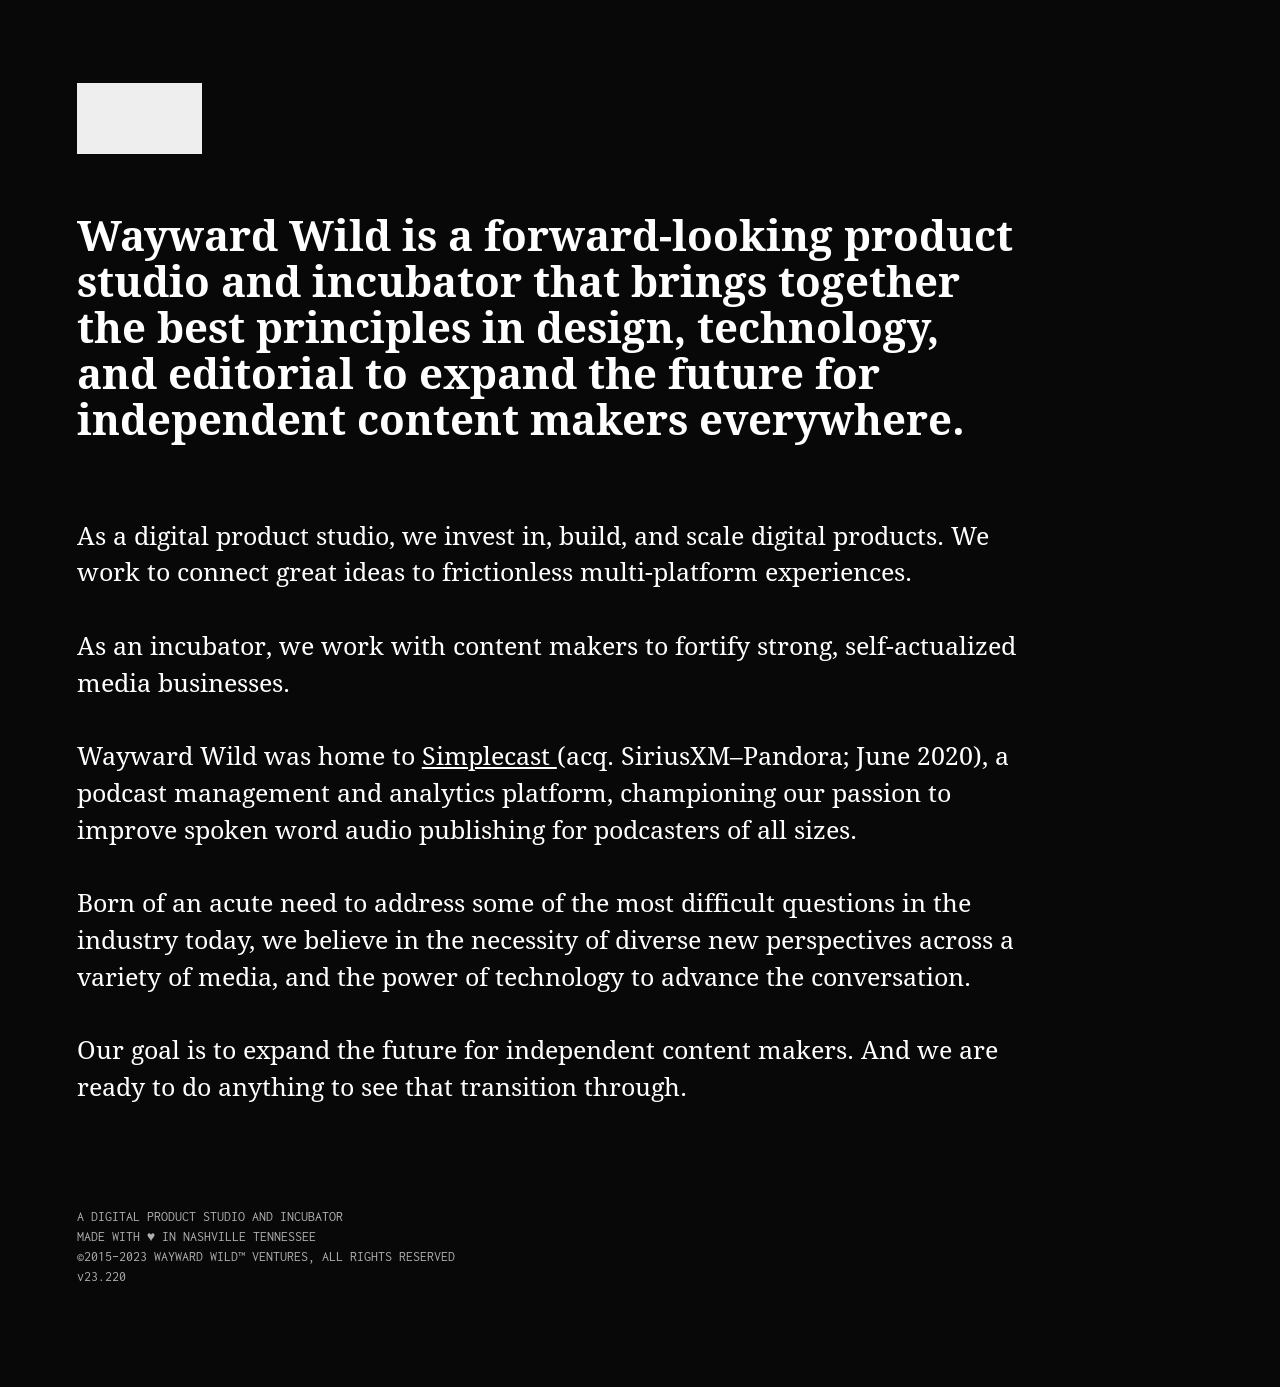 Wayward Wild is a forward-looking product
studio and incubator that brings together
the best principles in design, technology,
and editorial to expand the future for
independent content makers everywhere.
As a digital product studio, we invest in, build, and scale digital products. We
work to connect great ideas to frictionless multi-platform experiences.
As an incubator, we work with content makers to fortify strong, self-actualized
media businesses.
Wayward Wild was home to Simplecast (acq. SiriusXM–Pandora; June 2020), a
podcast management and analytics platform, championing our passion to
improve spoken word audio publishing for podcasters of all sizes.
Born of an acute need to address some of the most difficult questions in the
industry today, we believe in the necessity of diverse new perspectives across a
variety of media, and the power of technology to advance the conversation.
Our goal is to expand the future for independent content makers. And we are
ready to do anything to see that transition through.
A DIGITAL PRODUCT STUDIO AND INCUBATOR
MADE WITH ♥ IN NASHVILLE TENNESSEE
©2015–2023 WAYWARD WILD™ VENTURES, ALL RIGHTS RESERVED
v23.220